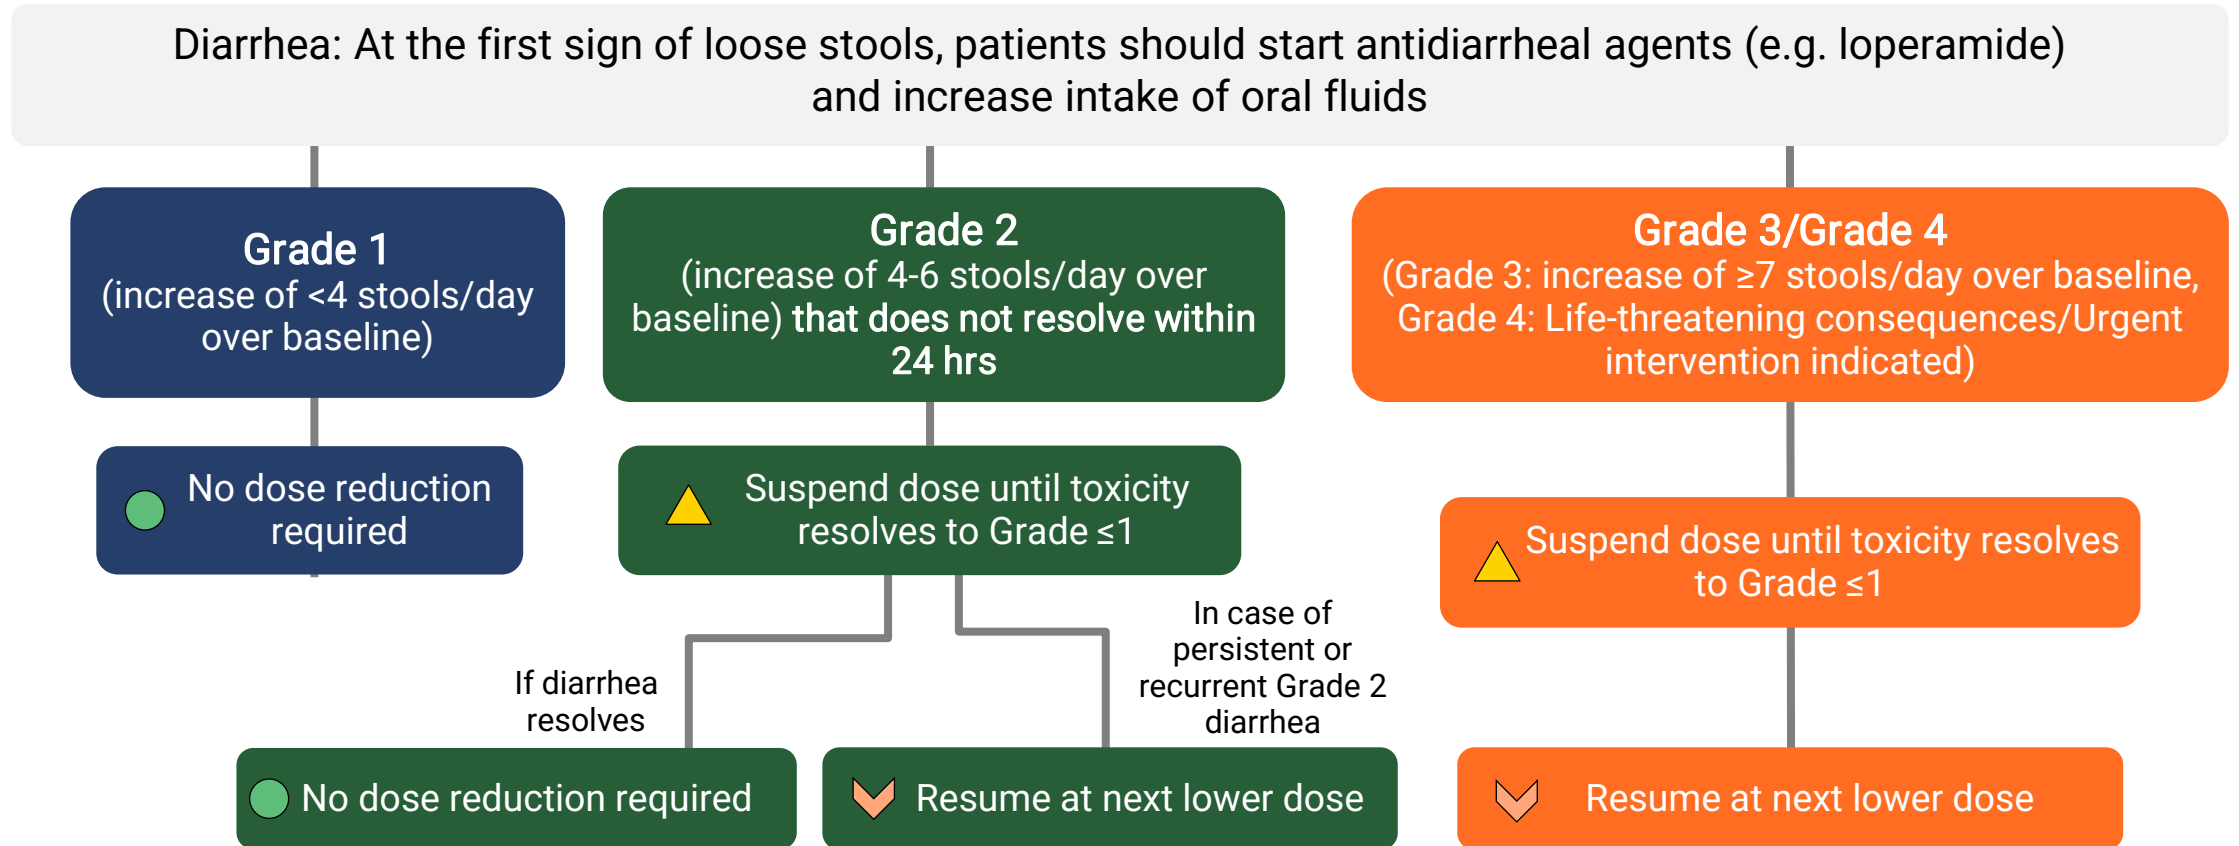 Diarrhea: At the first sign of loose stools, patients should start antidiarrheal agents (e.g. loperamide)
and increase intake of oral fluids
Grade 1
(increase of <4 stools/day
over baseline)
Grade 2
(increase of 4-6 stools/day over
baseline) that does not resolve within
24 hrs
Grade 3/Grade 4
(Grade 3: increase of ≥7 stools/day over baseline,
Grade 4: Life-threatening consequences/Urgent
intervention indicated)
No dose reduction
required
Suspend dose until toxicity
resolves to Grade ≤1
Suspend dose until toxicity resolves
to Grade ≤1
If diarrhea
resolves
In case of
persistent or
recurrent Grade 2
diarrhea
No dose reduction required
Resume at next lower dose
Resume at next lower dose